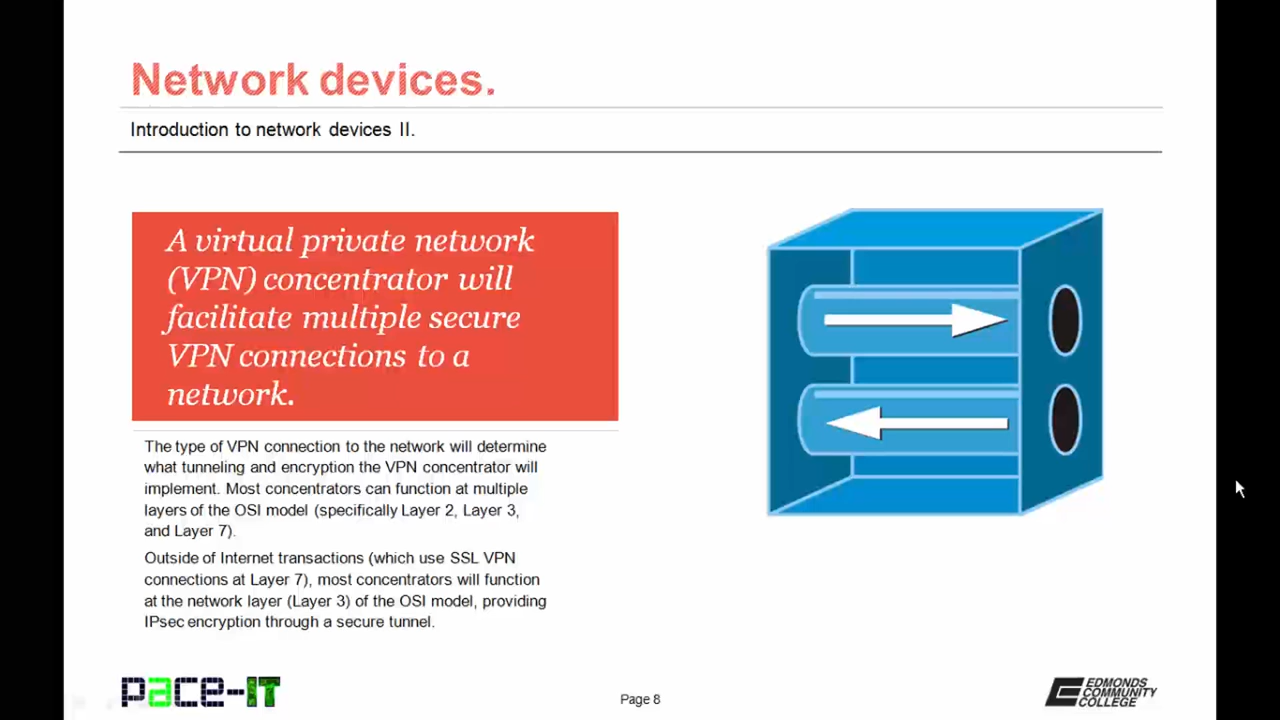 Network devices.
Introduction to network devices II.
A virtual private network
(VPN) concentrator will
facilitate multiple secure
VPN connections to a
network.
The type of VPN connection to the network will determine
what tunneling and encryption the VPN concentrator will
implement. Most concentrators can function at multiple
layers of the OSI model (specifically Layer 2, Layer 3,
and Layer 7).
Outside of Internet transactions (which use SSL VPN
connections at Layer 7), most concentrators will function
at the network layer (Layer 3) of the OSI model, providing
IPsec encryption through a secure tunnel.
pace-IT
Page 8
EDMONDS
COMMUNITY
COLLEGE